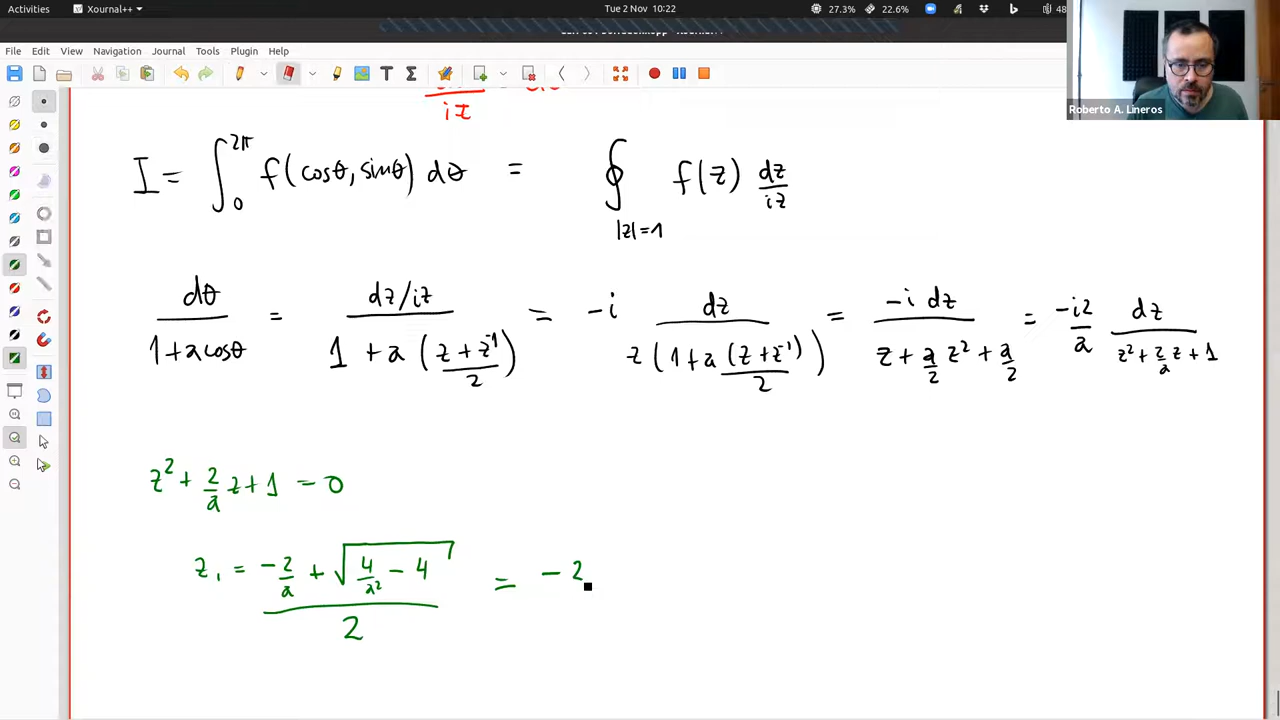 Activities Xournal++ Tue 2 Nov 10:22 27.3% 22.6% 48
File Edit View Navigation Journal Tools Plugin Help
Roberto A. Lineros
iz
I = ∫₀^{2π} f(cosθ, sinθ) dθ = ∮_{|z|=1} f(z) dz/iz
dθ/(1+a cosθ) = (dz/iz)/(1 + a((z+z⁻¹)/2)) = -i dz/(z(1+a(z+z⁻¹)/2)) = -i dz/(z + a/2 z² + a/2) = -i2/a dz/(z² + 2/a z + 1)
z² + 2/a z + 1 = 0
z₁ = (-2/a + √(4/a² - 4))/2 = -2